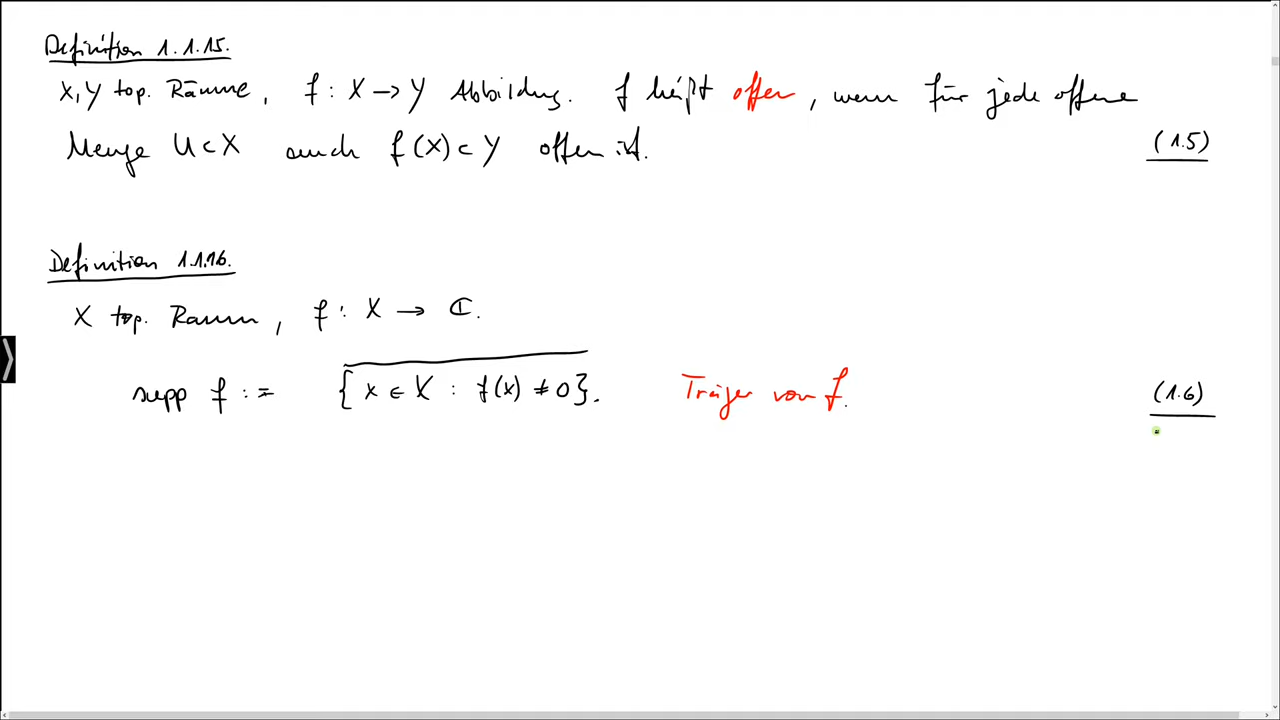 Definition 1.1.15.
X, Y top. Räume, f : X → Y Abbildung. f heißt offen, wenn für jede offene
Menge U ⊂ X auch f(X) ⊂ Y offen ist. (1.5)
Definition 1.1.16.
X top. Raum, f : X → ℂ.
supp f := \overline{{x ∈ X : f(x) ≠ 0}}. Träger von f. (1.6)